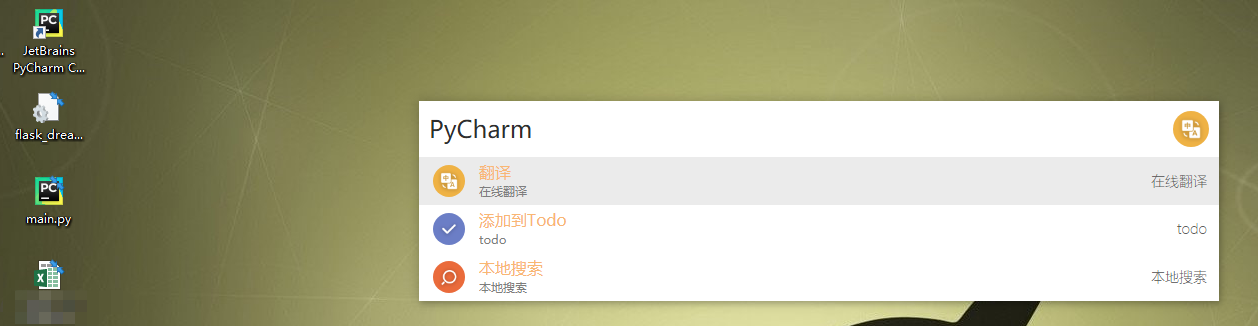 JetBrains
PyCharm C...
flask_drea...
main.py
PyCharm
翻译
在线翻译
在线翻译
添加到Todo
todo
todo
本地搜索
本地搜索
本地搜索